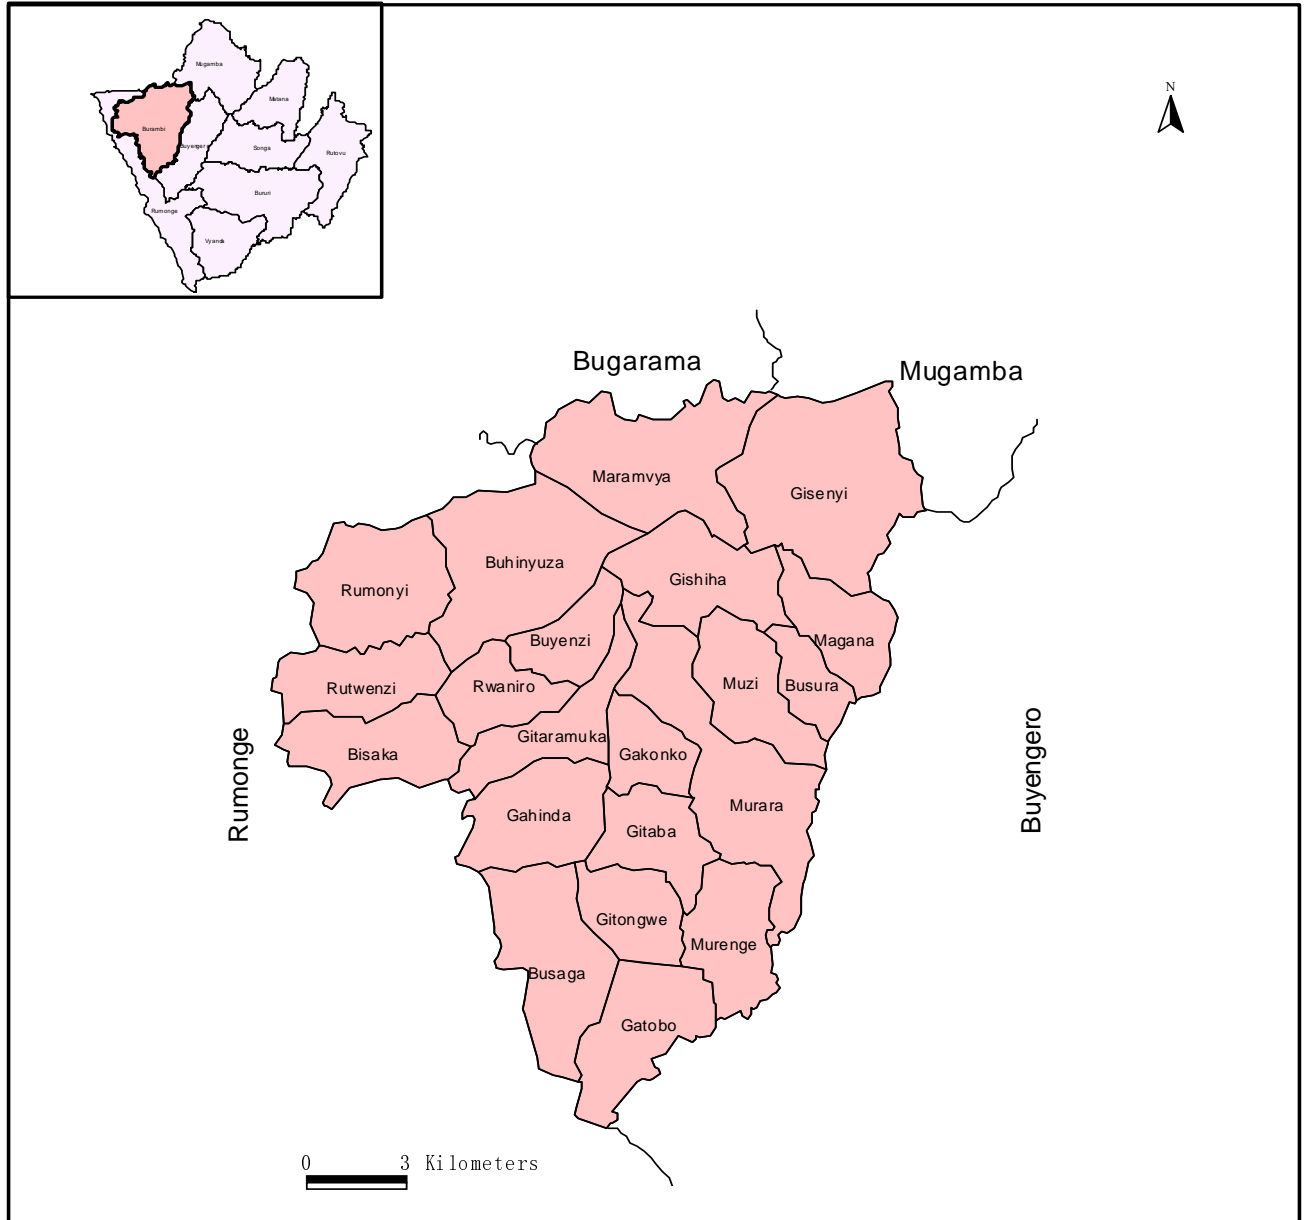 Mugamba
Matana
Burambi
Buyengero
Songa
Rutovu
Bururi
Rumonge
Vyanda
N
Bugarama
Mugamba
Maramvya
Gisenyi
Buhinyuza
Gishiha
Rumonyi
Buyenzi
Magana
Rutwenzi
Rwaniro
Muzi
Busura
Gitaramuka
Bisaka
Gakonko
Rumonge
Buyengero
Murara
Gahinda
Gitaba
Gitongwe
Murenge
Busaga
Gatobo
0 3 Kilometers